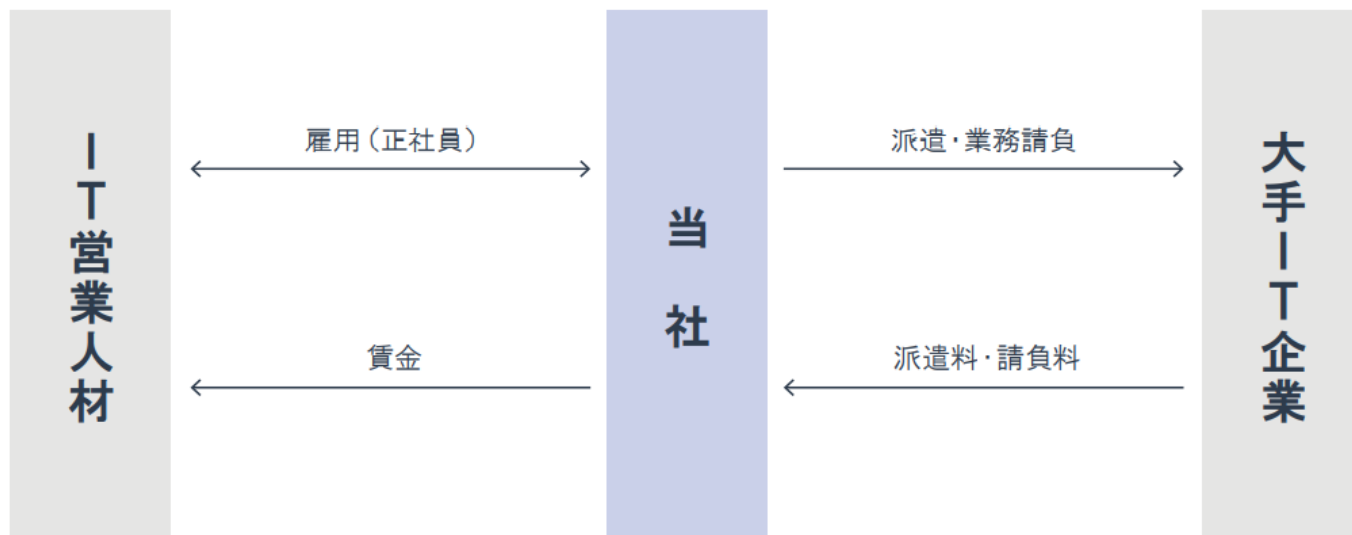 IT営業人材
雇用（正社員）
賃金
当社
派遣・業務請負
派遣料・請負料
大手IT企業